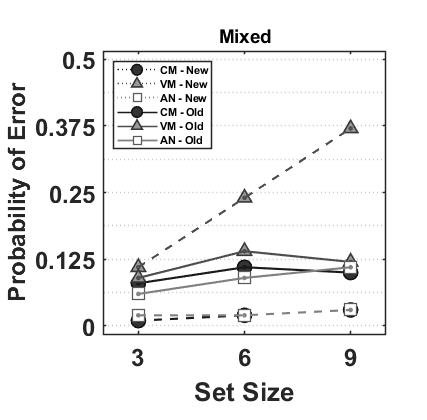 Mixed
0.5
0.375
0.25
0.125
0
CM - New
VM - New
AN - New
CM - Old
VM - Old
AN - Old
Probability of Error
3 6 9
Set Size